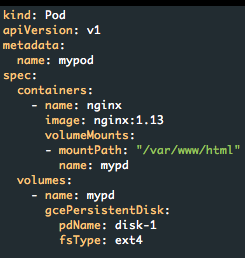 kind: Pod
apiVersion: v1
metadata:
  name: mypod
spec:
  containers:
    - name: nginx
      image: nginx:1.13
      volumeMounts:
      - mountPath: "/var/www/html"
        name: mypd
  volumes:
    - name: mypd
      gcePersistentDisk:
        pdName: disk-1
        fsType: ext4